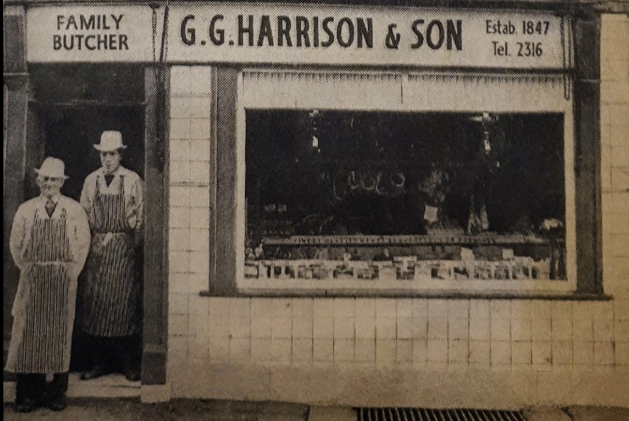 FAMILY
BUTCHER
G.G.HARRISON & SON
Estab. 1847
Tel. 2316